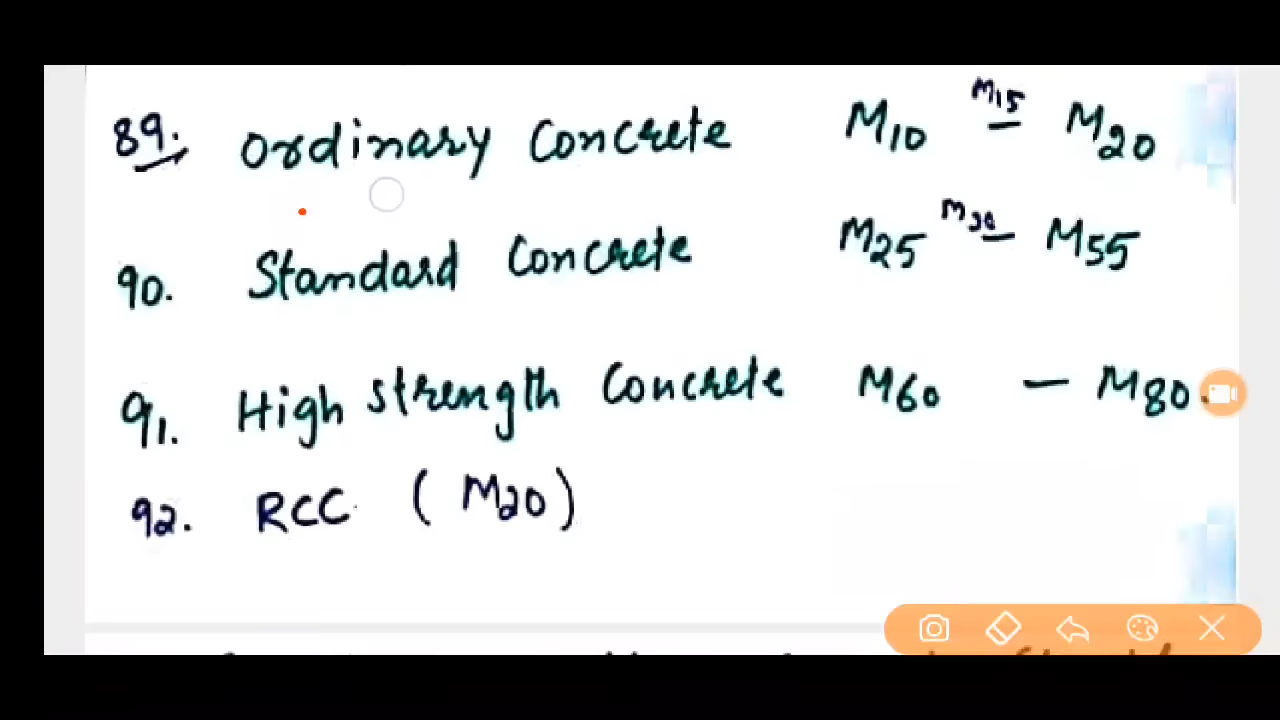 89. Ordinary Concrete M10 M15 – M20
90. Standard Concrete M25 M30 – M55
91. High strength Concrete M60 – M80.
92. RCC (M20)